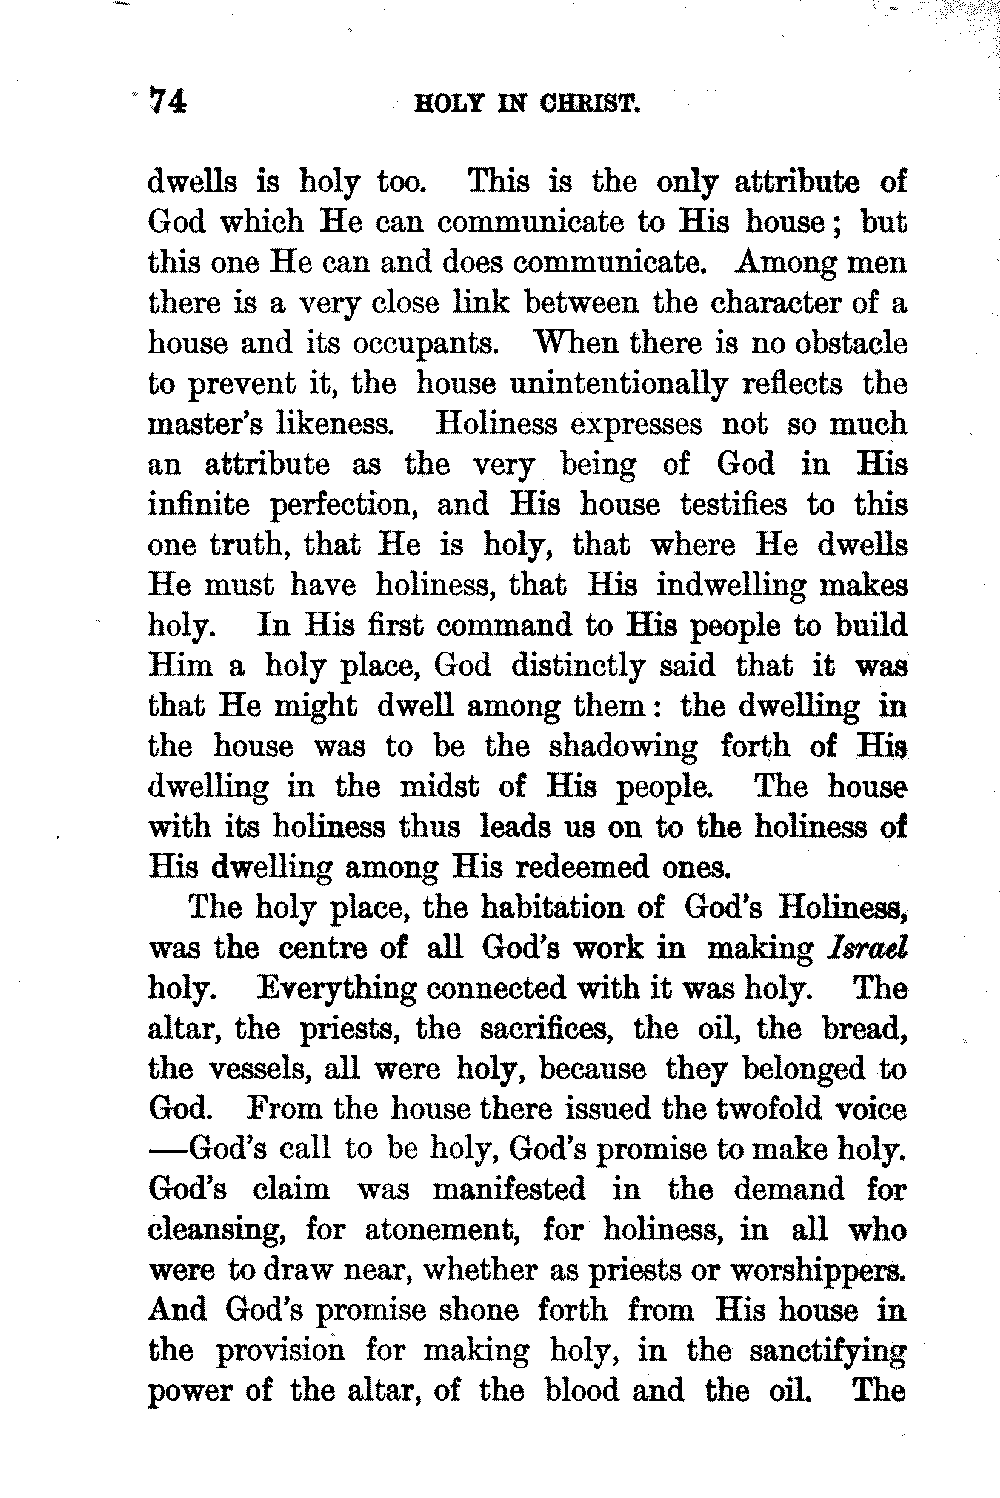 74 HOLY IN CHRIST.
dwells is holy too. This is the only attribute of
God which He can communicate to His house; but
this one He can and does communicate. Among men
there is a very close link between the character of a
house and its occupants. When there is no obstacle
to prevent it, the house unintentionally reflects the
master's likeness. Holiness expresses not so much
an attribute as the very being of God in His
infinite perfection, and His house testifies to this
one truth, that He is holy, that where He dwells
He must have holiness, that His indwelling makes
holy. In His first command to His people to build
Him a holy place, God distinctly said that it was
that He might dwell among them: the dwelling in
the house was to be the shadowing forth of His
dwelling in the midst of His people. The house
with its holiness thus leads us on to the holiness of
His dwelling among His redeemed ones.
The holy place, the habitation of God's Holiness,
was the centre of all God's work in making Israel
holy. Everything connected with it was holy. The
altar, the priests, the sacrifices, the oil, the bread,
the vessels, all were holy, because they belonged to
God. From the house there issued the twofold voice
—God's call to be holy, God's promise to make holy.
God's claim was manifested in the demand for
cleansing, for atonement, for holiness, in all who
were to draw near, whether as priests or worshippers.
And God's promise shone forth from His house in
the provision for making holy, in the sanctifying
power of the altar, of the blood and the oil. The